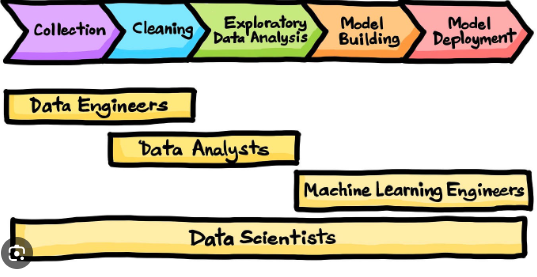 Collection
Cleaning
Exploratory
Data Analysis
Model
Building
Model
Deployment
Data Engineers
Data Analysts
Machine Learning Engineers
Data Scientists